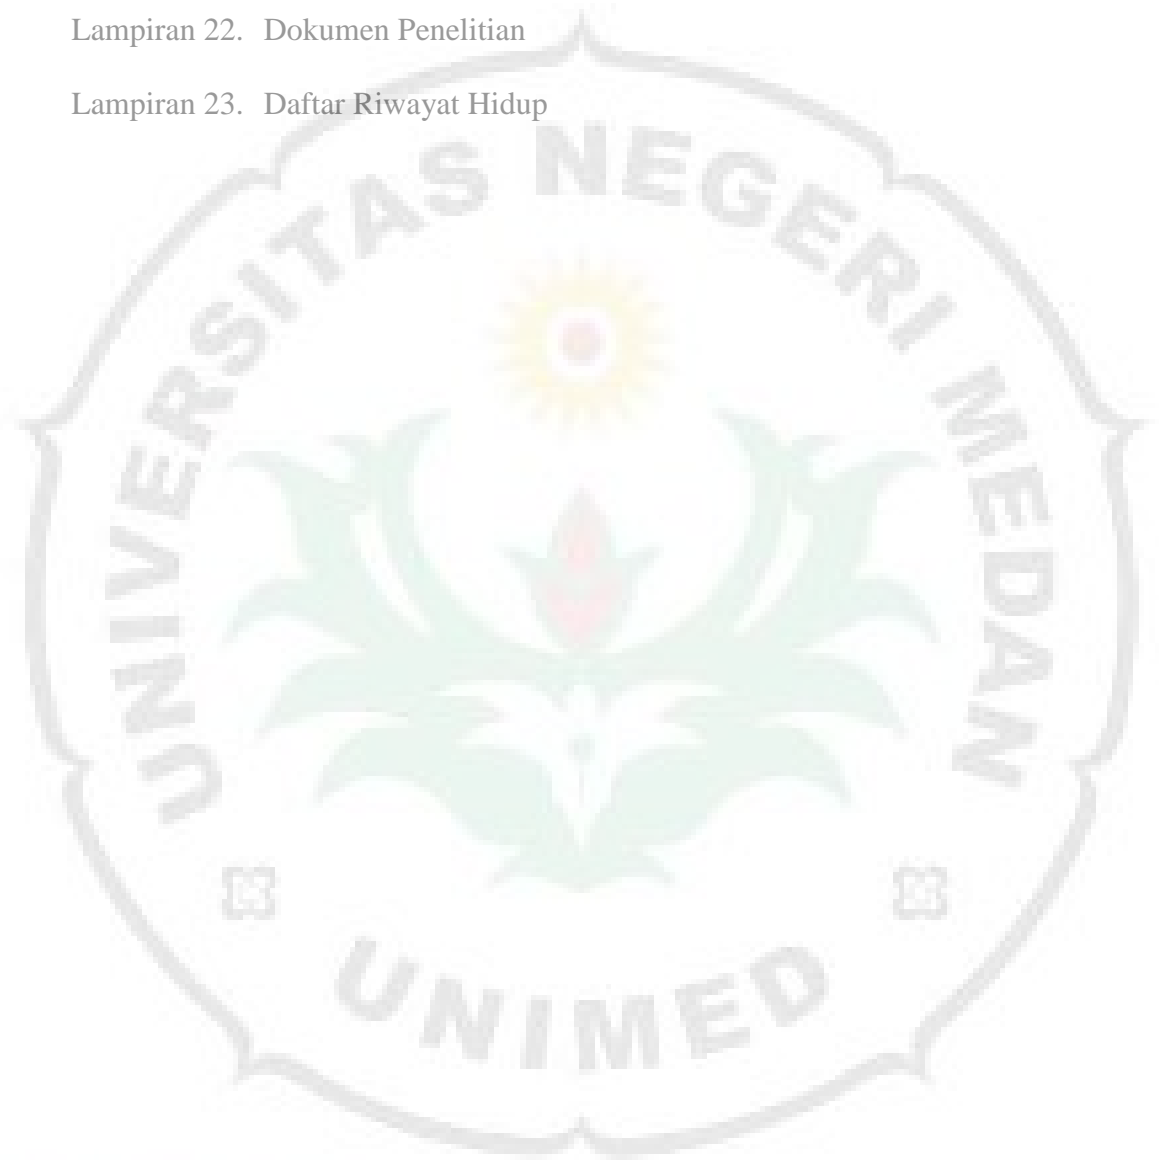 Lampiran 22. Dokumen Penelitian
Lampiran 23. Daftar Riwayat Hidup
UNIVERSITAS NEGERI MEDAN
UNIMED